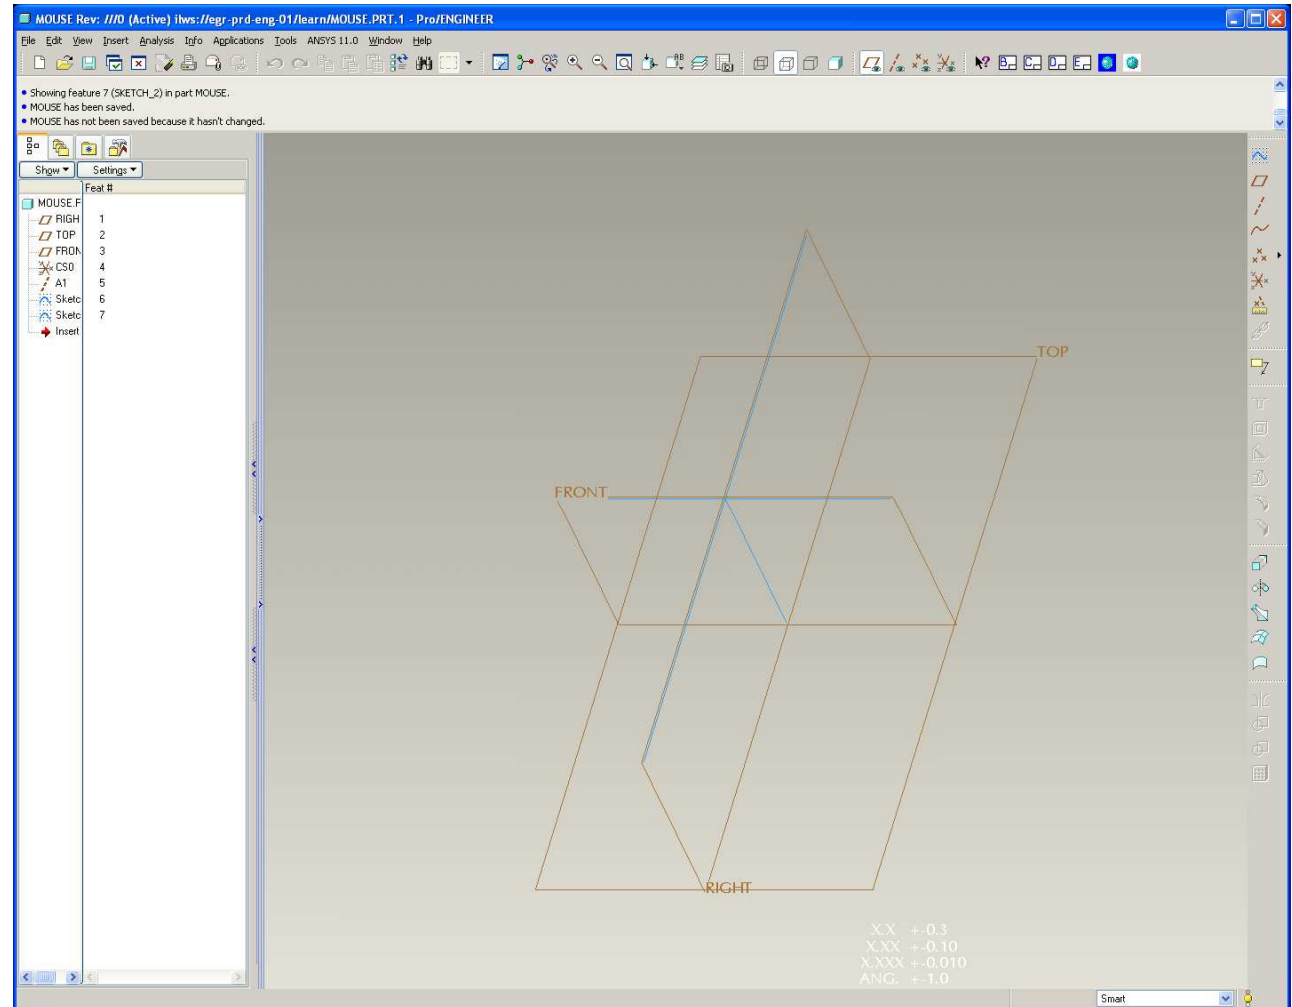 MOUSE Rev: ///0 (Active) ilws://egr-prd-eng-01/learn/MOUSE.PRT.1 - Pro/ENGINEER
File Edit View Insert Analysis Info Applications Tools ANSYS 11.0 Window Help
Showing feature 7 (SKETCH_2) in part MOUSE.
MOUSE has been saved.
MOUSE has not been saved because it hasn't changed.
Show Settings
Feat #
MOUSE.F
RIGH 1
TOP 2
FRON 3
CS0 4
A1 5
Sketc 6
Sketc 7
Insert
TOP
FRONT
RIGHT
X.X +-0.3
X.XX +-0.10
X.XXX +-0.010
ANG. +-1.0
Smart